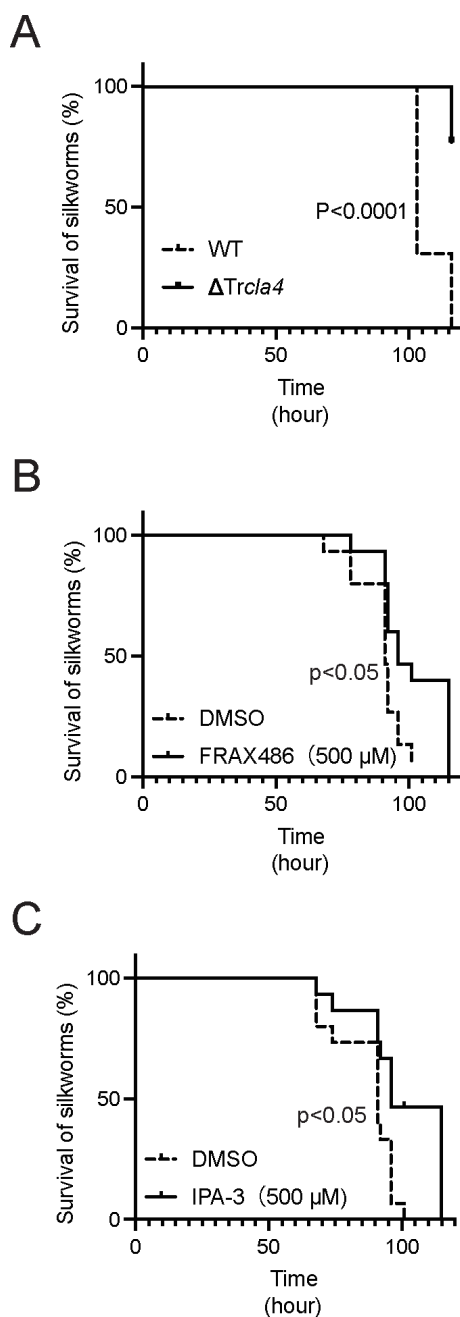 A
Survival of silkworms (%)
100
50
0
P<0.0001
WT
ΔTrcla4
0 50 100
Time
(hour)
B
Survival of silkworms (%)
100
50
0
p<0.05
DMSO
FRAX486 (500 μM)
0 50 100
Time
(hour)
C
Survival of silkworms (%)
100
50
0
p<0.05
DMSO
IPA-3 (500 μM)
0 50 100
Time
(hour)